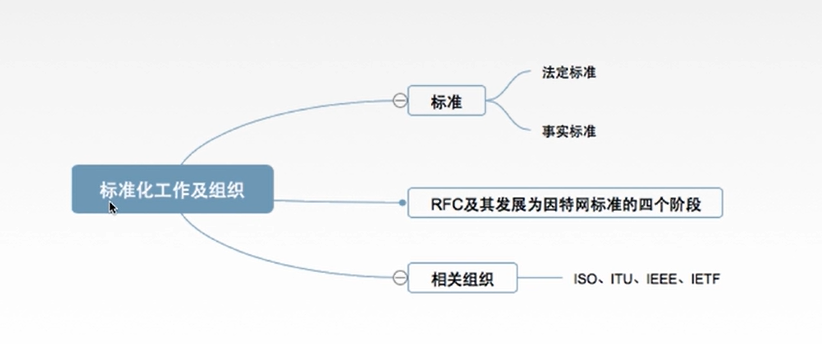 标准化工作及组织
标准
法定标准
事实标准
RFC及其发展为因特网标准的四个阶段
相关组织
ISO、ITU、IEEE、IETF